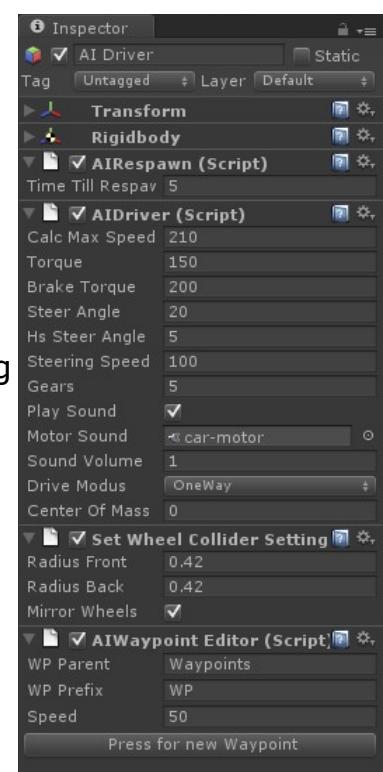 Inspector
AI Driver Static
Tag Untagged Layer Default
Transform
Rigidbody
AIRespawn (Script)
Time Till Respav 5
AIDriver (Script)
Calc Max Speed 210
Torque 150
Brake Torque 200
Steer Angle 20
Hs Steer Angle 5
g
Steering Speed 100
Gears 5
Play Sound
Motor Sound car-motor
Sound Volume 1
Drive Modus OneWay
Center Of Mass 0
Set Wheel Collider Setting
Radius Front 0.42
Radius Back 0.42
Mirror Wheels
AIWaypoint Editor (Script)
WP Parent Waypoints
WP Prefix WP
Speed 50
Press for new Waypoint